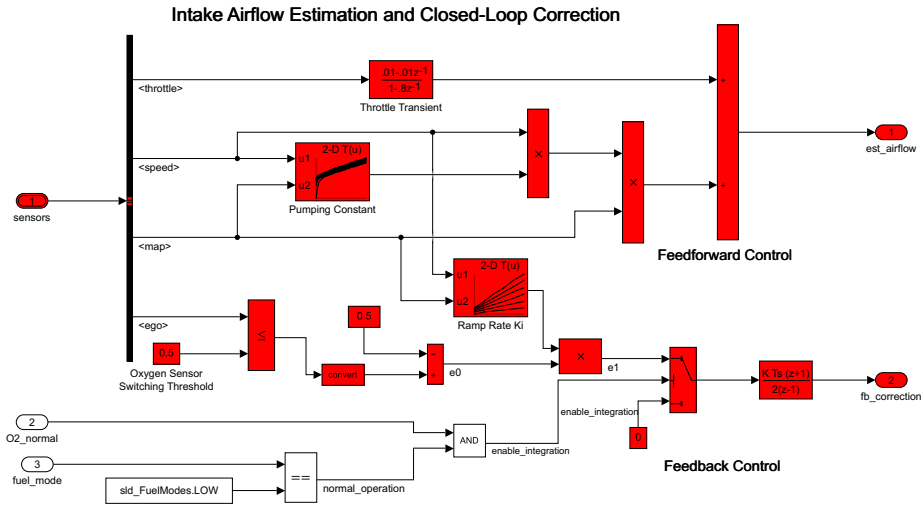 Intake Airflow Estimation and Closed-Loop Correction
.01-.01z-1
1-.8z-1
<throttle>
Throttle Transient
+
1
est_airflow
2-D T(u)
u1
u2
<speed>
Pumping Constant
×
×
+
1
sensors
<map>
Feedforward Control
2-D T(u)
u1
u2
Ramp Rate Ki
<ego>
≤
0.5
0.5
Oxygen Sensor
Switching Threshold
convert
−
+
e0
×
e1
K Ts (z+1)
2(z-1)
2
fb_correction
enable_integration
0
2
O2_normal
AND
enable_integration
3
fuel_mode
==
normal_operation
sld_FuelModes.LOW
Feedback Control